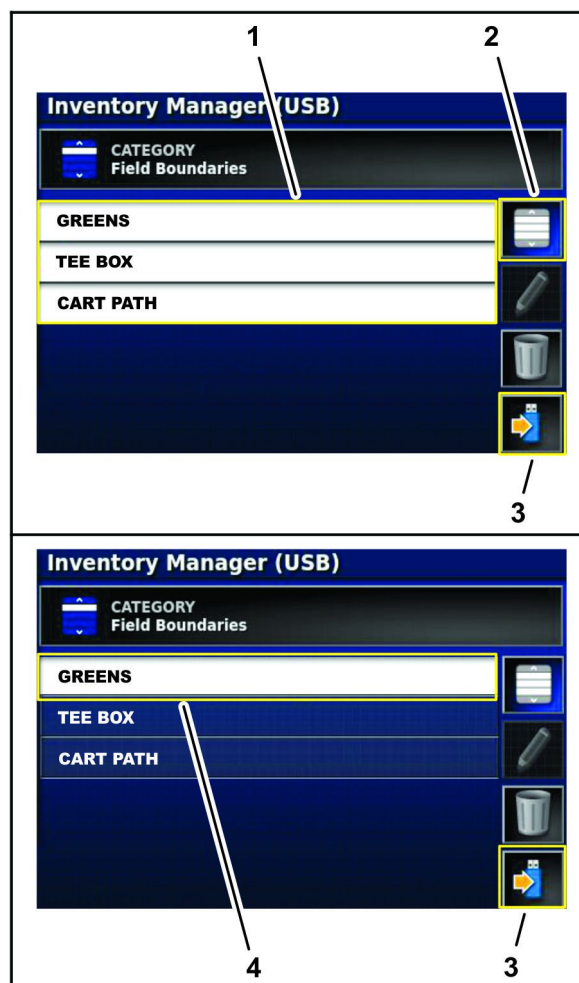 1
2
Inventory Manager (USB)
CATEGORY
Field Boundaries
GREENS
TEE BOX
CART PATH
3
Inventory Manager (USB)
CATEGORY
Field Boundaries
GREENS
TEE BOX
CART PATH
4
3